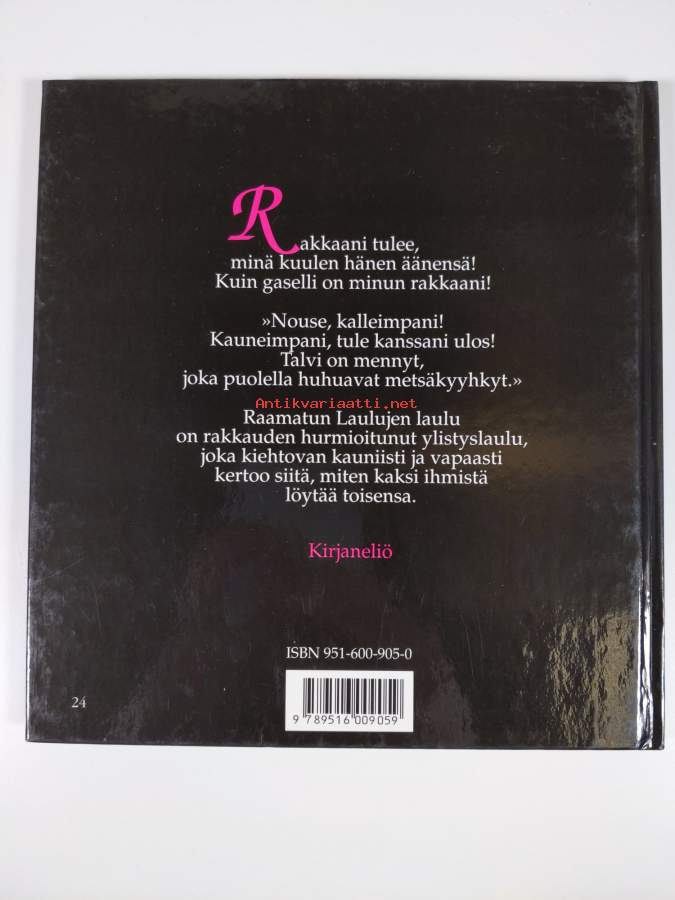 Rakkaani tulee,
minä kuulen hänen äänensä!
Kuin gaselli on minun rakkaani!
»Nouse, kalleimpani!
Kauneimpani, tule kanssani ulos!
Talvi on mennyt,
joka puolella huhuavat metsäkyyhkyt.»
Antikvariaatti.net
Raamatun Laulujen laulu
on rakkauden hurmioitunut ylistyslaulu,
joka kiehtovan kauniisti ja vapaasti
kertoo siitä, miten kaksi ihmistä
löytää toisensa.
Kirjaneliö
ISBN 951-600-905-0
24
9 789516 009059